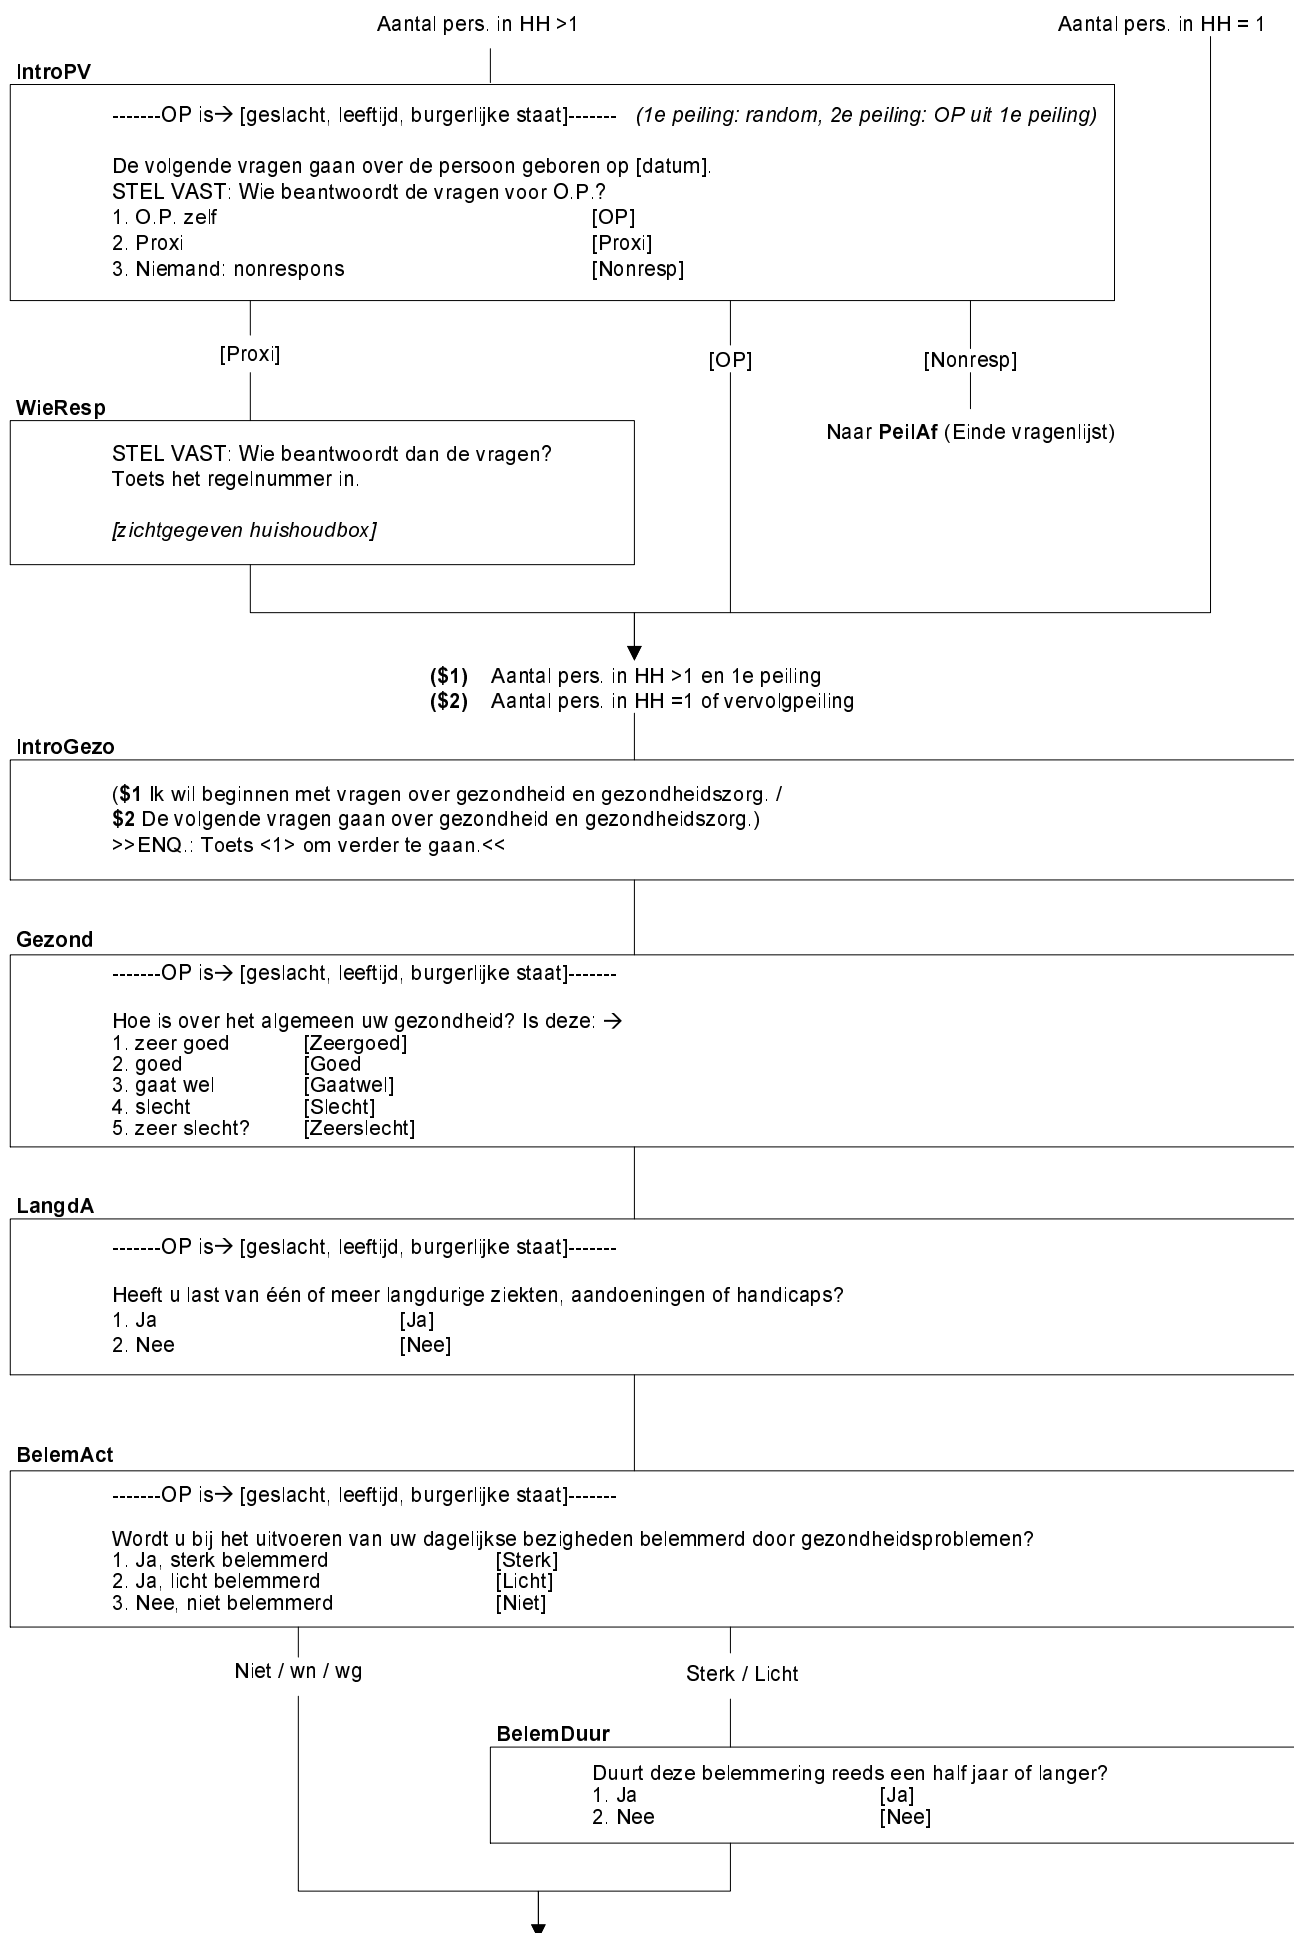 Aantal pers. in HH >1    Aantal pers. in HH = 1
IntroPV
-------OP is→ [geslacht, leeftijd, burgerlijke staat]-------  (1e peiling: random, 2e peiling: OP uit 1e peiling)
De volgende vragen gaan over de persoon geboren op [datum].
STEL VAST: Wie beantwoordt de vragen voor O.P.?
1. O.P. zelf    [OP]
2. Proxi    [Proxi]
3. Niemand: nonrespons    [Nonresp]
[Proxi]    [OP]    [Nonresp]
WieResp
Naar PeilAf (Einde vragenlijst)
STEL VAST: Wie beantwoordt dan de vragen?
Toets het regelnummer in.
[zichtgegeven huishoudbox]
($1)  Aantal pers. in HH >1 en 1e peiling
($2)  Aantal pers. in HH =1 of vervolgpeiling
IntroGezo
($1 Ik wil beginnen met vragen over gezondheid en gezondheidszorg. /
$2 De volgende vragen gaan over gezondheid en gezondheidszorg.)
>>ENQ.: Toets <1> om verder te gaan.<<
Gezond
-------OP is→ [geslacht, leeftijd, burgerlijke staat]-------
Hoe is over het algemeen uw gezondheid? Is deze: →
1. zeer goed    [Zeergoed]
2. goed    [Goed
3. gaat wel    [Gaatwel]
4. slecht    [Slecht]
5. zeer slecht?    [Zeerslecht]
LangdA
-------OP is→ [geslacht, leeftijd, burgerlijke staat]-------
Heeft u last van één of meer langdurige ziekten, aandoeningen of handicaps?
1. Ja    [Ja]
2. Nee    [Nee]
BelemAct
-------OP is→ [geslacht, leeftijd, burgerlijke staat]-------
Wordt u bij het uitvoeren van uw dagelijkse bezigheden belemmerd door gezondheidsproblemen?
1. Ja, sterk belemmerd    [Sterk]
2. Ja, licht belemmerd    [Licht]
3. Nee, niet belemmerd    [Niet]
Niet / wn / wg    Sterk / Licht
BelemDuur
Duurt deze belemmering reeds een half jaar of langer?
1. Ja    [Ja]
2. Nee    [Nee]